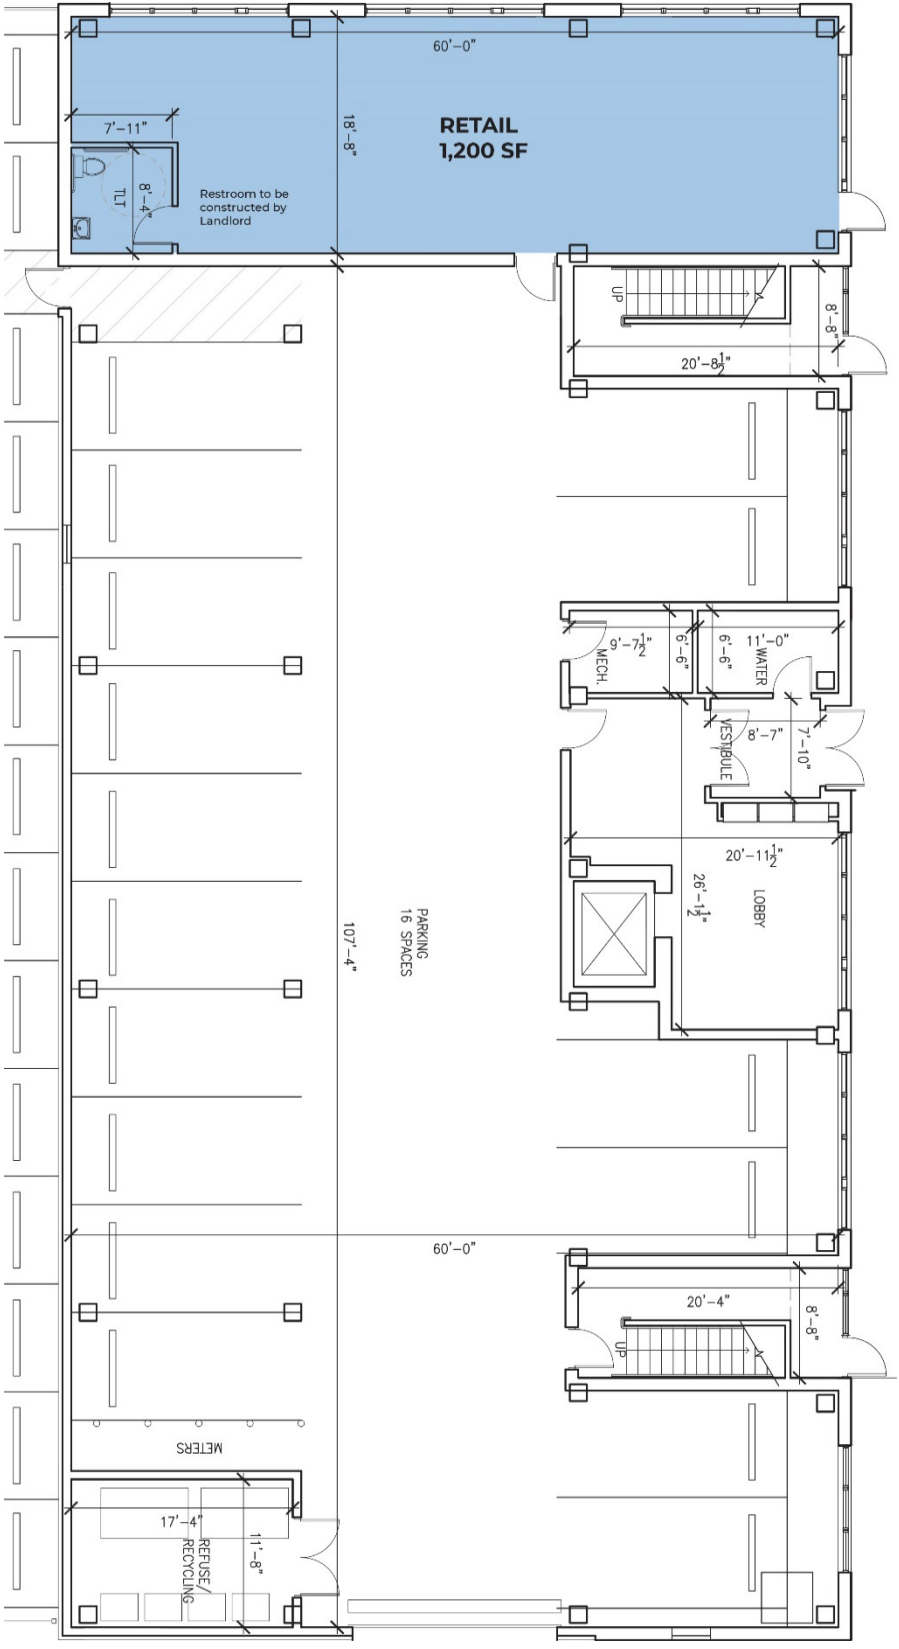 60'-0"
RETAIL
1,200 SF
7'-11"
18'-8"
TLT
8'-4"
Restroom to be
constructed by
Landlord
UP
8'-8"
20'-8½"
9'-7½"
MECH.
6'-6"
6'-6"
11'-0"
WATER
VESTIBULE
8'-7"
7'-10"
20'-11½"
26'-1½"
LOBBY
PARKING
16 SPACES
107'-4"
60'-0"
20'-4"
8'-8"
UP
METERS
17'-4"
11'-8"
REFUSE/
RECYCLING